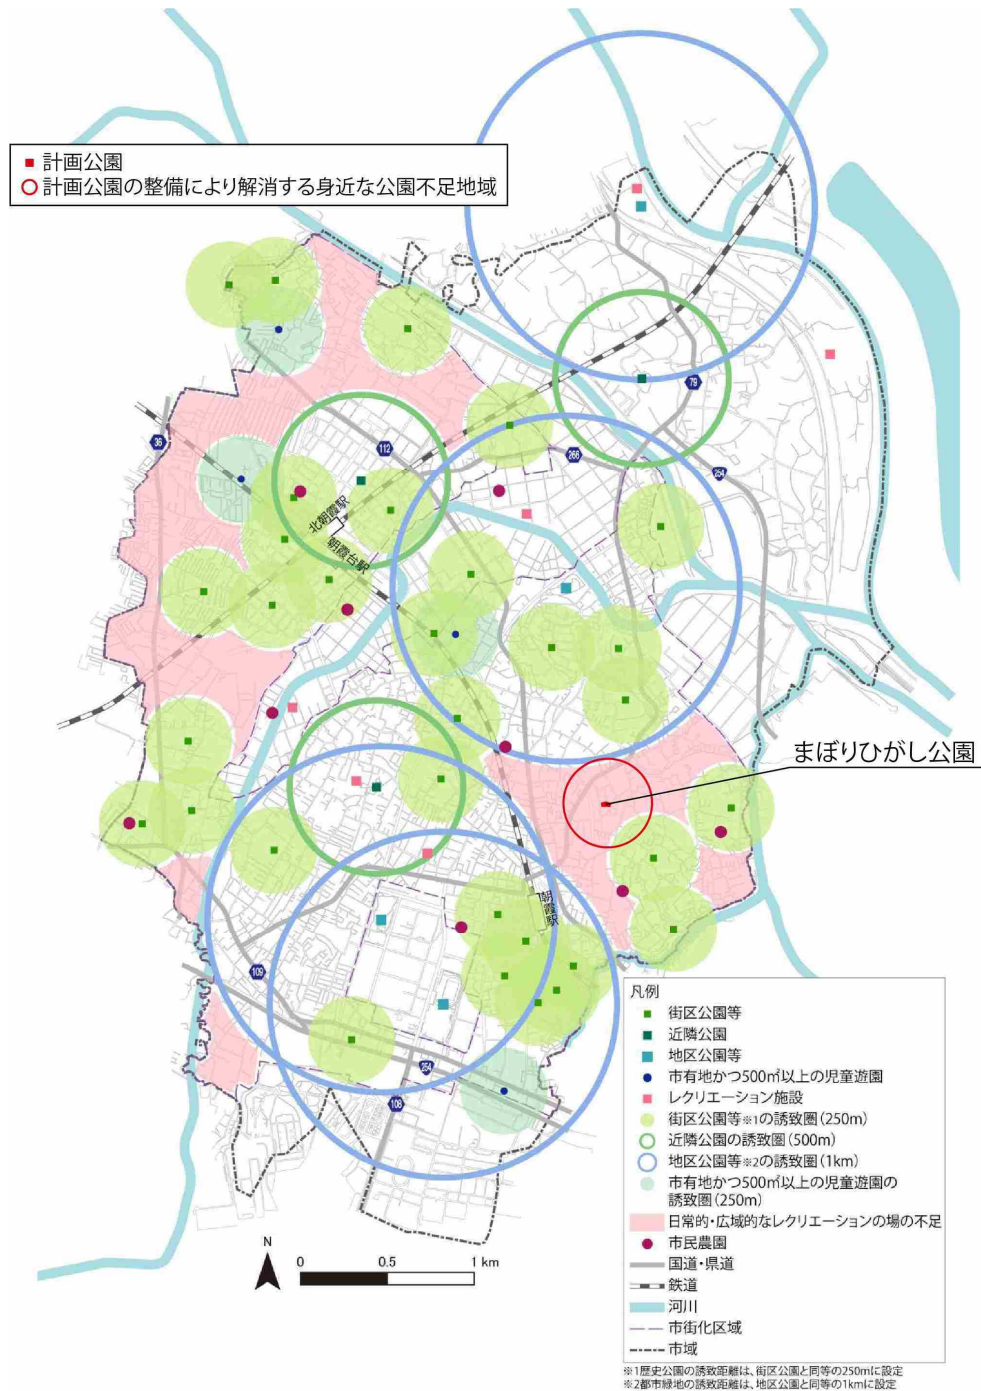 計画公園
計画公園の整備により解消する身近な公園不足地域
79
36
112
266
254
北朝霞駅
朝霞台駅
まぼりひがし公園
朝霞駅
109
254
108
凡例
街区公園等
近隣公園
地区公園等
市有地かつ500㎡以上の児童遊園
レクリエーション施設
街区公園等※1の誘致圏(250m)
近隣公園の誘致圏(500m)
地区公園等※2の誘致圏(1km)
市有地かつ500㎡以上の児童遊園の
誘致圏(250m)
日常的・広域的なレクリエーションの場の不足
市民農園
国道・県道
鉄道
河川
市街化区域
市域
N
0 0.5 1 km
※1歴史公園の誘致距離は、街区公園と同等の250mに設定
※2都市緑地の誘致距離は、地区公園と同等の1kmに設定